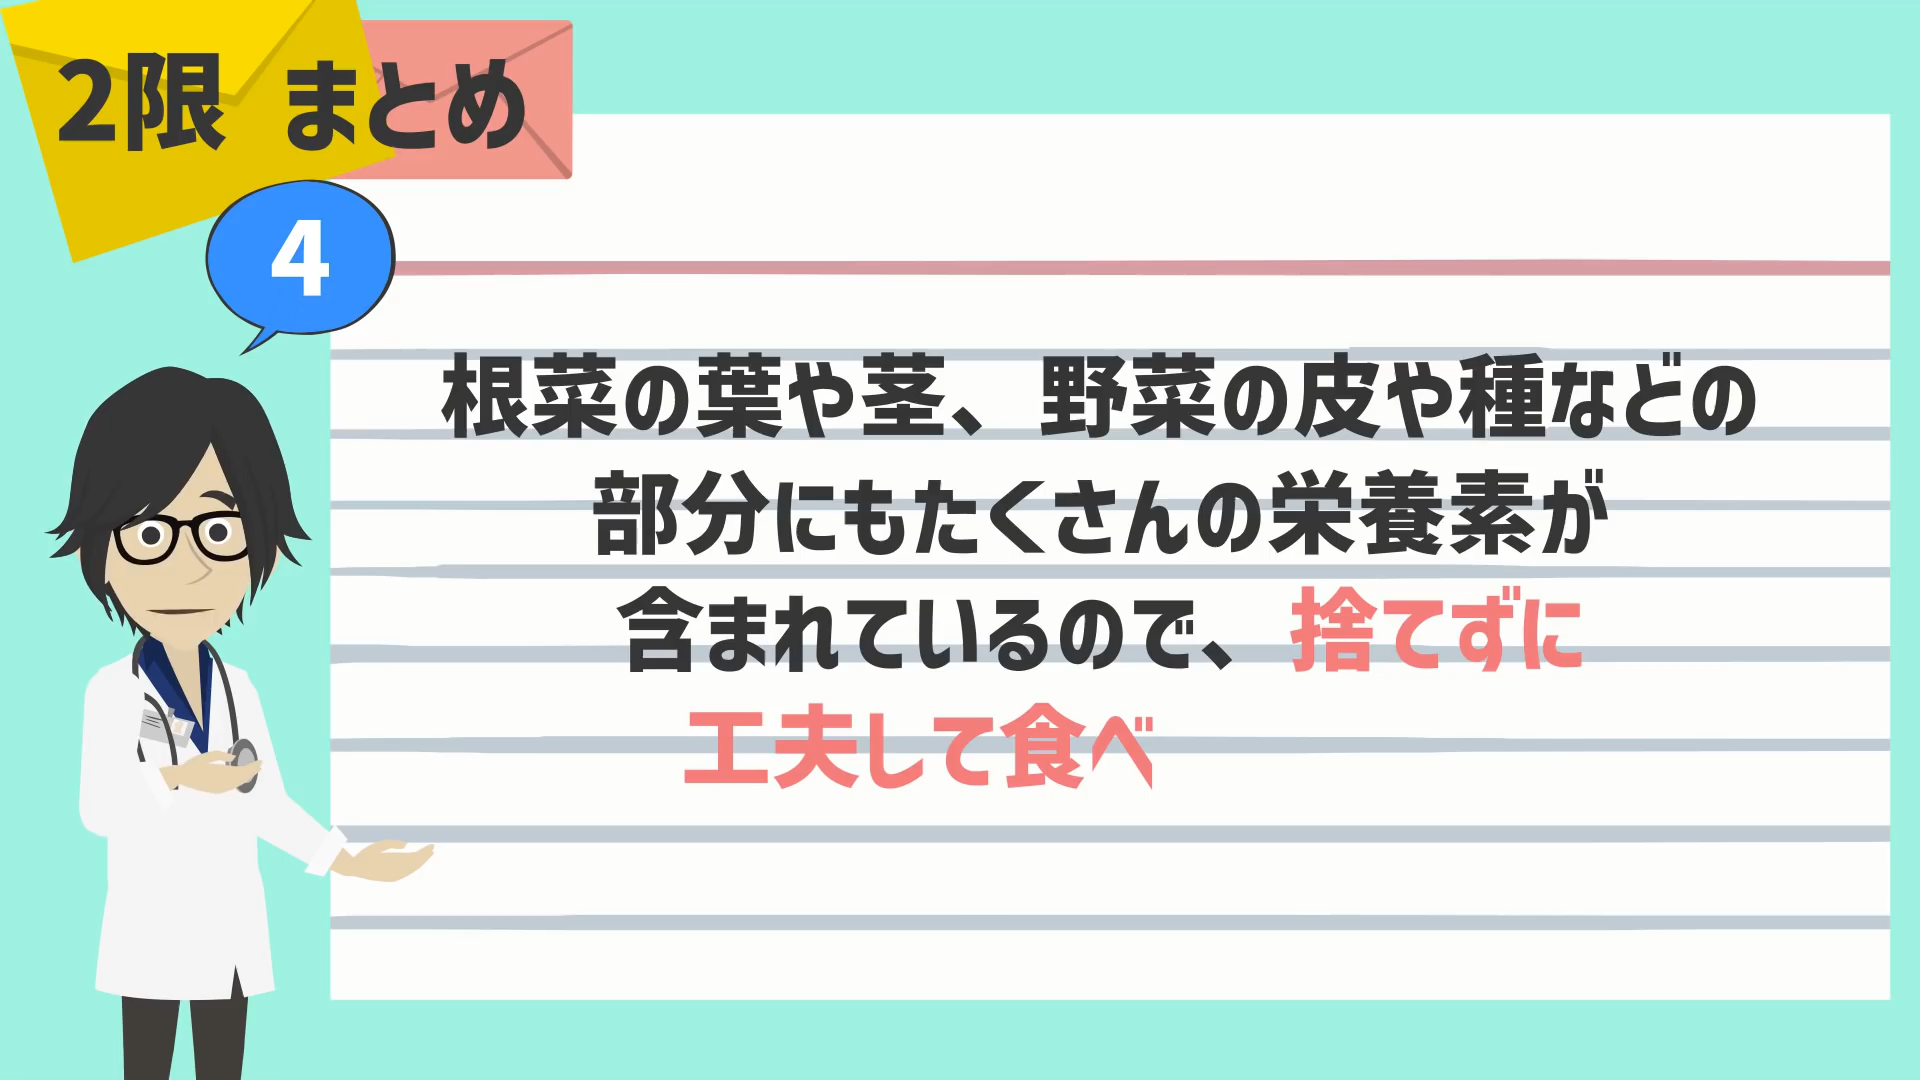 2限 まとめ
4
根菜の葉や茎、野菜の皮や種などの
部分にもたくさんの栄養素が
含まれているので、捨てずに
工夫して食べ